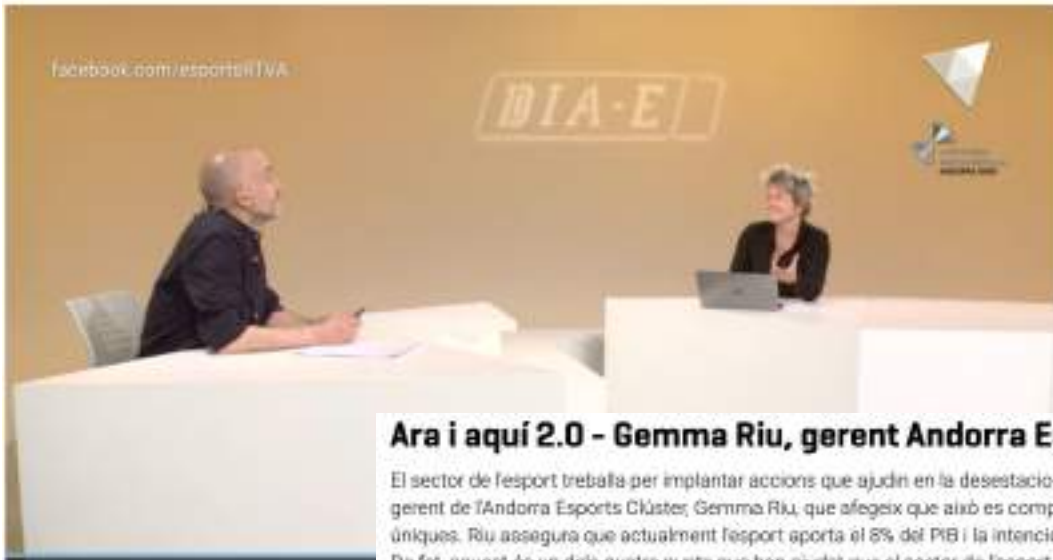 facebook.com/esportsRTVA
DIA-E
Ara i aquí 2.0 - Gemma Riu, gerent Andorra E
El sector de l'esport treballa per implantar accions que ajudin en la desestacio
gerent de l'Andorra Esports Clúster, Gemma Riu, que afegeix que això es comp
úniques. Riu assegura que actualment l'esport aporta el 8% del PIB i la intenci